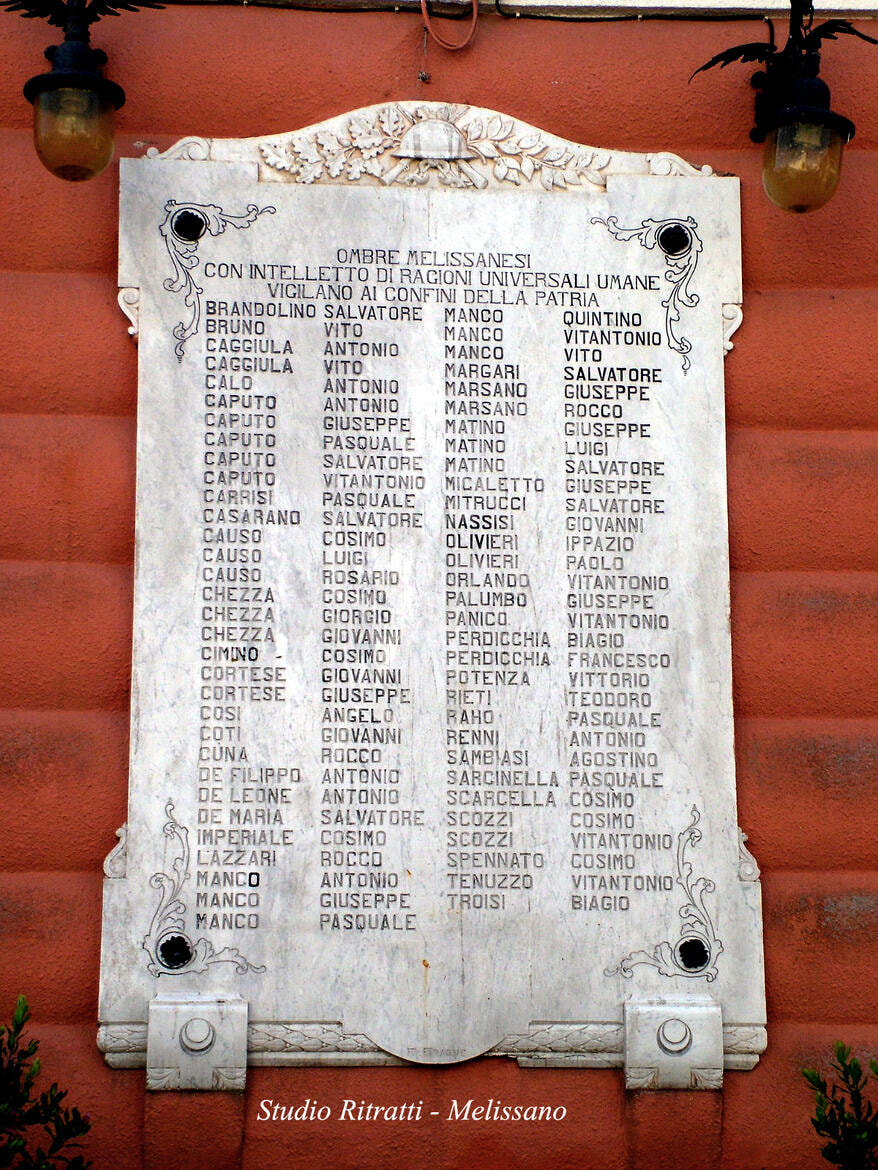 OMBRE MELISSANESI
CON INTELLETTO DI RAGIONI UNIVERSALI UMANE
VIGILANO AI CONFINI DELLA PATRIA
BRANDOLINO SALVATORE
BRUNO VITO
CAGGIULA ANTONIO
CAGGIULA VITO
CALO ANTONIO
CAPUTO ANTONIO
CAPUTO GIUSEPPE
CAPUTO PASQUALE
CAPUTO SALVATORE
CAPUTO VITANTONIO
CARRISI PASQUALE
CASARANO SALVATORE
CAUSO COSIMO
CAUSO LUIGI
CAUSO ROSARIO
CHEZZA COSIMO
CHEZZA GIORGIO
CHEZZA GIOVANNI
CIMINO - COSIMO
CORTESE GIOVANNI
CORTESE GIUSEPPE
COSI ANGELO
COTI GIOVANNI
CUNA ROCCO
DE FILIPPO ANTONIO
DE LEONE ANTONIO
DE MARIA SALVATORE
IMPERIALE COSIMO
LAZZARI ROCCO
MANCO ANTONIO
MANCO GIUSEPPE
MANCO PASQUALE
MANCO QUINTINO
MANCO VITANTONIO
MANCO VITO
MARGARI SALVATORE
MARSANO GIUSEPPE
MARSANO ROCCO
MATINO GIUSEPPE
MATINO LUIGI
MATINO SALVATORE
MICALETTO GIUSEPPE
MITRUCCI SALVATORE
NASSISI GIOVANNI
OLIVIERI IPPAZIO
OLIVIERI PAOLO
ORLANDO VITANTONIO
PALUMBO GIUSEPPE
PANICO VITANTONIO
PERDICCHIA BIAGIO
PERDICCHIA FRANCESCO
POTENZA VITTORIO
RIETI TEODORO
RAHO PASQUALE
RENNI ANTONIO
SAMBIASI AGOSTINO
SARCINELLA PASQUALE
SCARCELLA COSIMO
SCOZZI COSIMO
SCOZZI VITANTONIO
SPENNATO COSIMO
TENUZZO VITANTONIO
TROISI BIAGIO
Studio Ritratti - Melissano